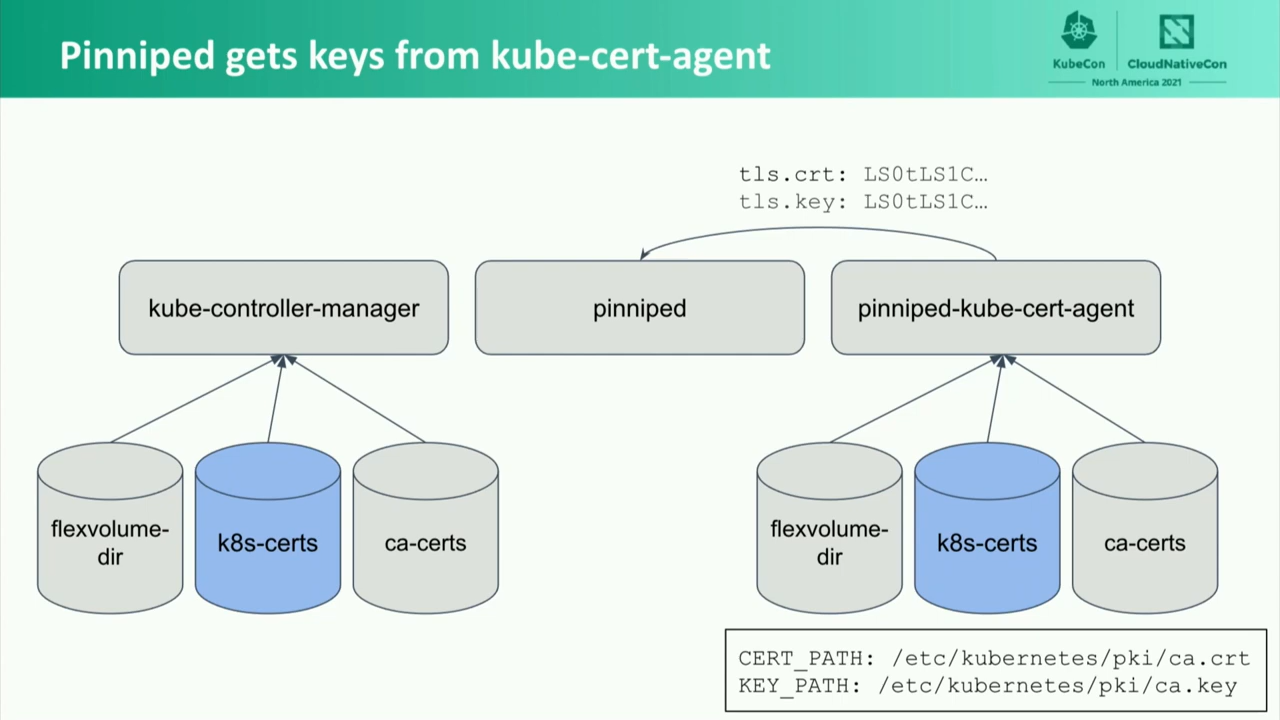 Pinniped gets keys from kube-cert-agent
KubeCon
CloudNativeCon
North America 2021
tls.crt: LS0tLS1C…
tls.key: LS0tLS1C…
kube-controller-manager
pinniped
pinniped-kube-cert-agent
flexvolume-
dir
k8s-certs
ca-certs
flexvolume-
dir
k8s-certs
ca-certs
CERT_PATH: /etc/kubernetes/pki/ca.crt
KEY_PATH: /etc/kubernetes/pki/ca.key